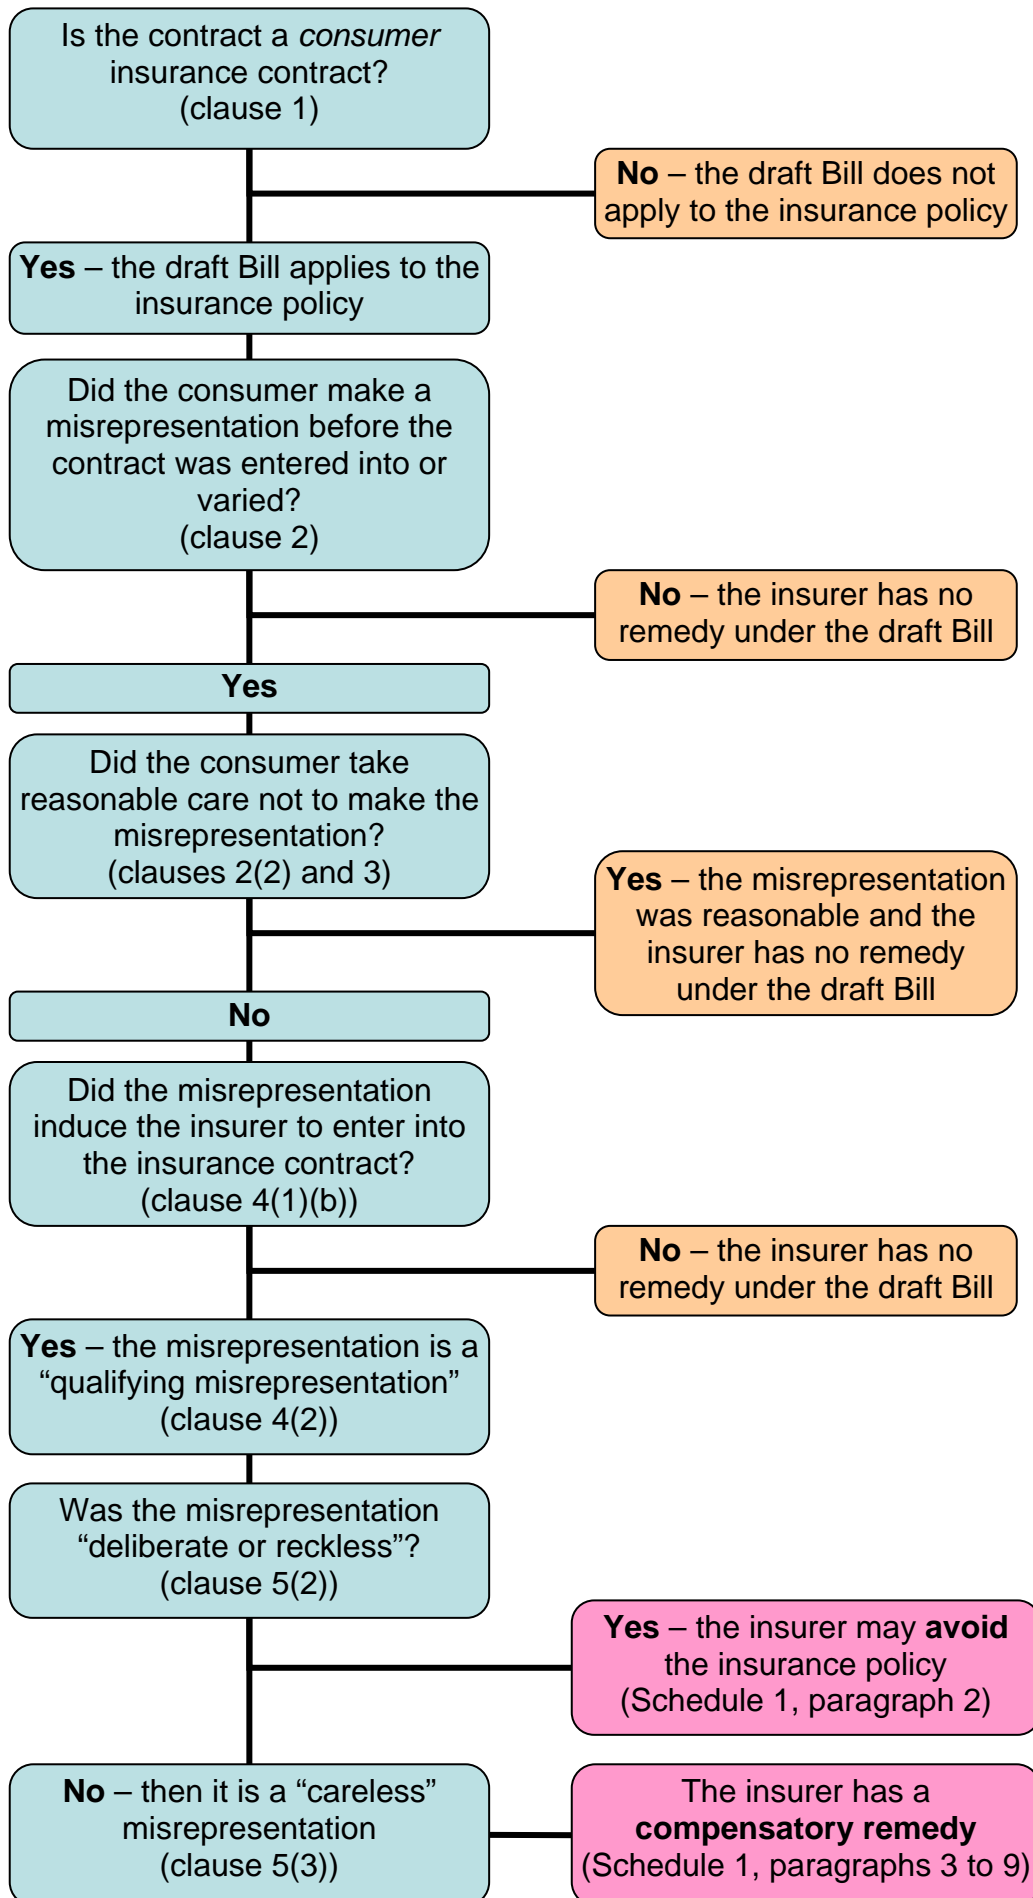 Is the contract a consumer
insurance contract?
(clause 1)
No – the draft Bill does not
apply to the insurance policy
Yes – the draft Bill applies to the
insurance policy
Did the consumer make a
misrepresentation before the
contract was entered into or
varied?
(clause 2)
No – the insurer has no
remedy under the draft Bill
Yes
Did the consumer take
reasonable care not to make the
misrepresentation?
(clauses 2(2) and 3)
Yes – the misrepresentation
was reasonable and the
insurer has no remedy
under the draft Bill
No
Did the misrepresentation
induce the insurer to enter into
the insurance contract?
(clause 4(1)(b))
No – the insurer has no
remedy under the draft Bill
Yes – the misrepresentation is a
“qualifying misrepresentation”
(clause 4(2))
Was the misrepresentation
“deliberate or reckless”?
(clause 5(2))
Yes – the insurer may avoid
the insurance policy
(Schedule 1, paragraph 2)
No – then it is a “careless”
misrepresentation
(clause 5(3))
The insurer has a
compensatory remedy
(Schedule 1, paragraphs 3 to 9)